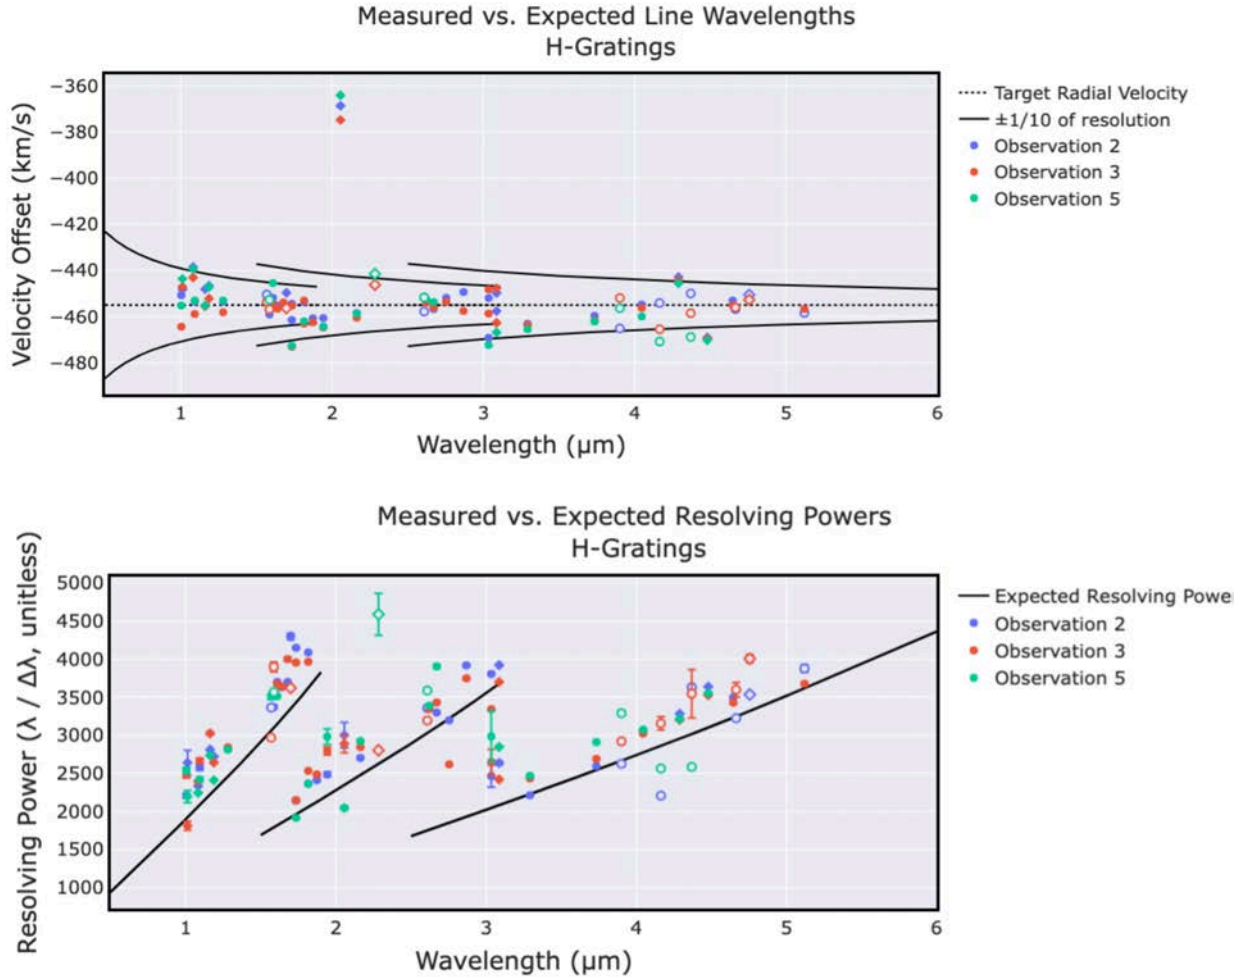 Measured vs. Expected Line Wavelengths
H-Gratings
Velocity Offset (km/s)
−360
−380
−400
−420
−440
−460
−480
1 2 3 4 5 6
Wavelength (μm)
Target Radial Velocity
±1/10 of resolution
Observation 2
Observation 3
Observation 5
Measured vs. Expected Resolving Powers
H-Gratings
Resolving Power (λ / Δλ, unitless)
5000
4500
4000
3500
3000
2500
2000
1500
1000
1 2 3 4 5 6
Wavelength (μm)
Expected Resolving Power
Observation 2
Observation 3
Observation 5